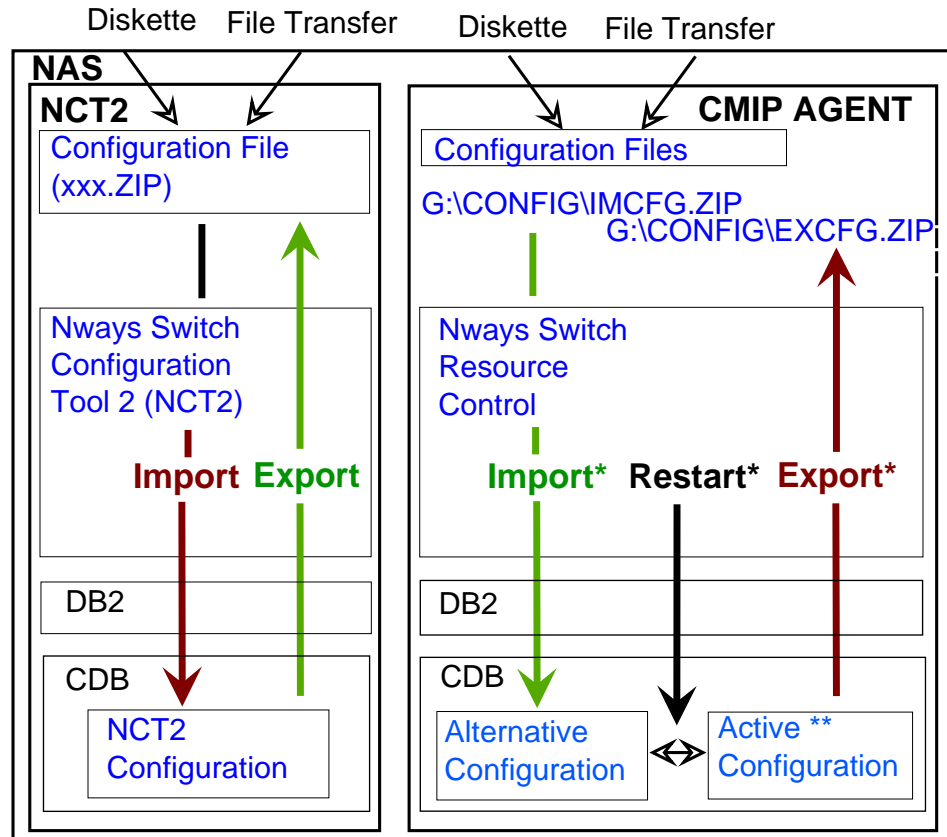 Diskette File Transfer
Diskette File Transfer
NAS
NCT2
Configuration File
(xxx.ZIP)
Nways Switch
Configuration
Tool 2 (NCT2)
Import Export
DB2
CDB
NCT2
Configuration
CMIP AGENT
Configuration Files
G:\CONFIG\IMCFG.ZIP
G:\CONFIG\EXCFG.ZIP
Nways Switch
Resource
Control
Import* Restart* Export*
DB2
CDB
Alternative
Configuration
Active **
Configuration